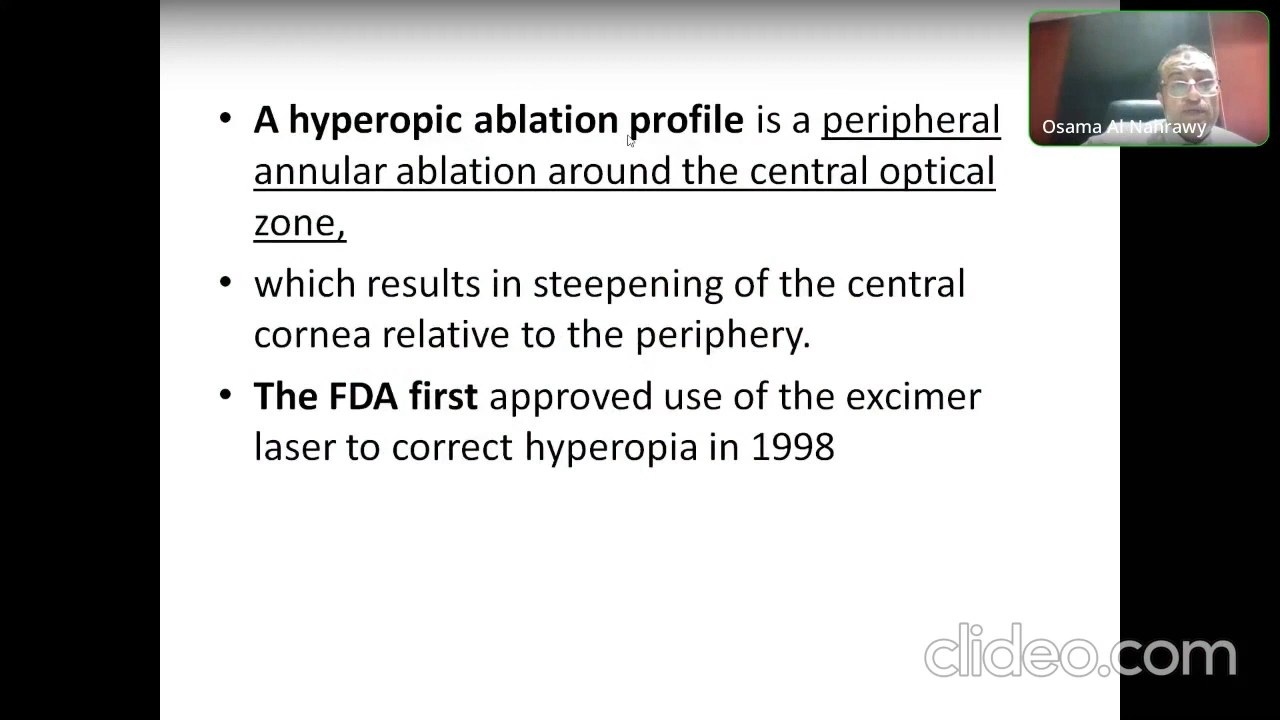 • A hyperopic ablation profile is a peripheral
annular ablation around the central optical
zone,
• which results in steepening of the central
cornea relative to the periphery.
• The FDA first approved use of the excimer
laser to correct hyperopia in 1998
Osama Al Nahrawy
clideo.com